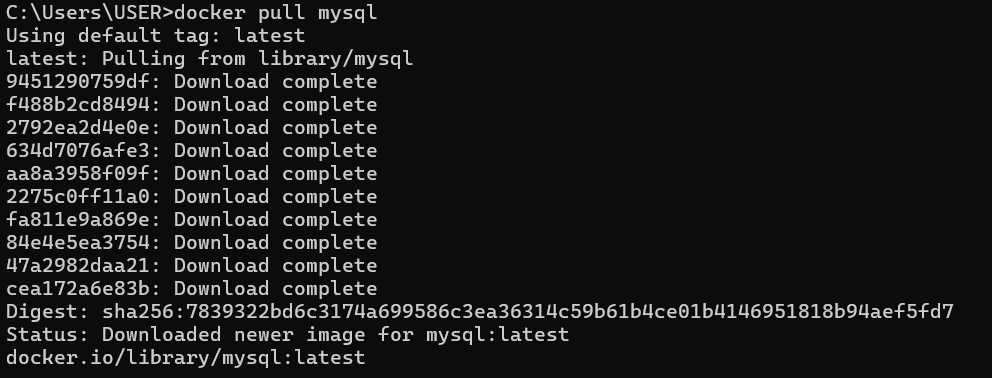 C:\Users\USER>docker pull mysql
Using default tag: latest
latest: Pulling from library/mysql
9451290759df: Download complete
f488b2cd8494: Download complete
2792ea2d4e0e: Download complete
634d7076afe3: Download complete
aa8a3958f09f: Download complete
2275c0ff11a0: Download complete
fa811e9a869e: Download complete
84e4e5ea3754: Download complete
47a2982daa21: Download complete
cea172a6e83b: Download complete
Digest: sha256:7839322bd6c3174a699586c3ea36314c59b61b4ce01b4146951818b94aef5fd7
Status: Downloaded newer image for mysql:latest
docker.io/library/mysql:latest